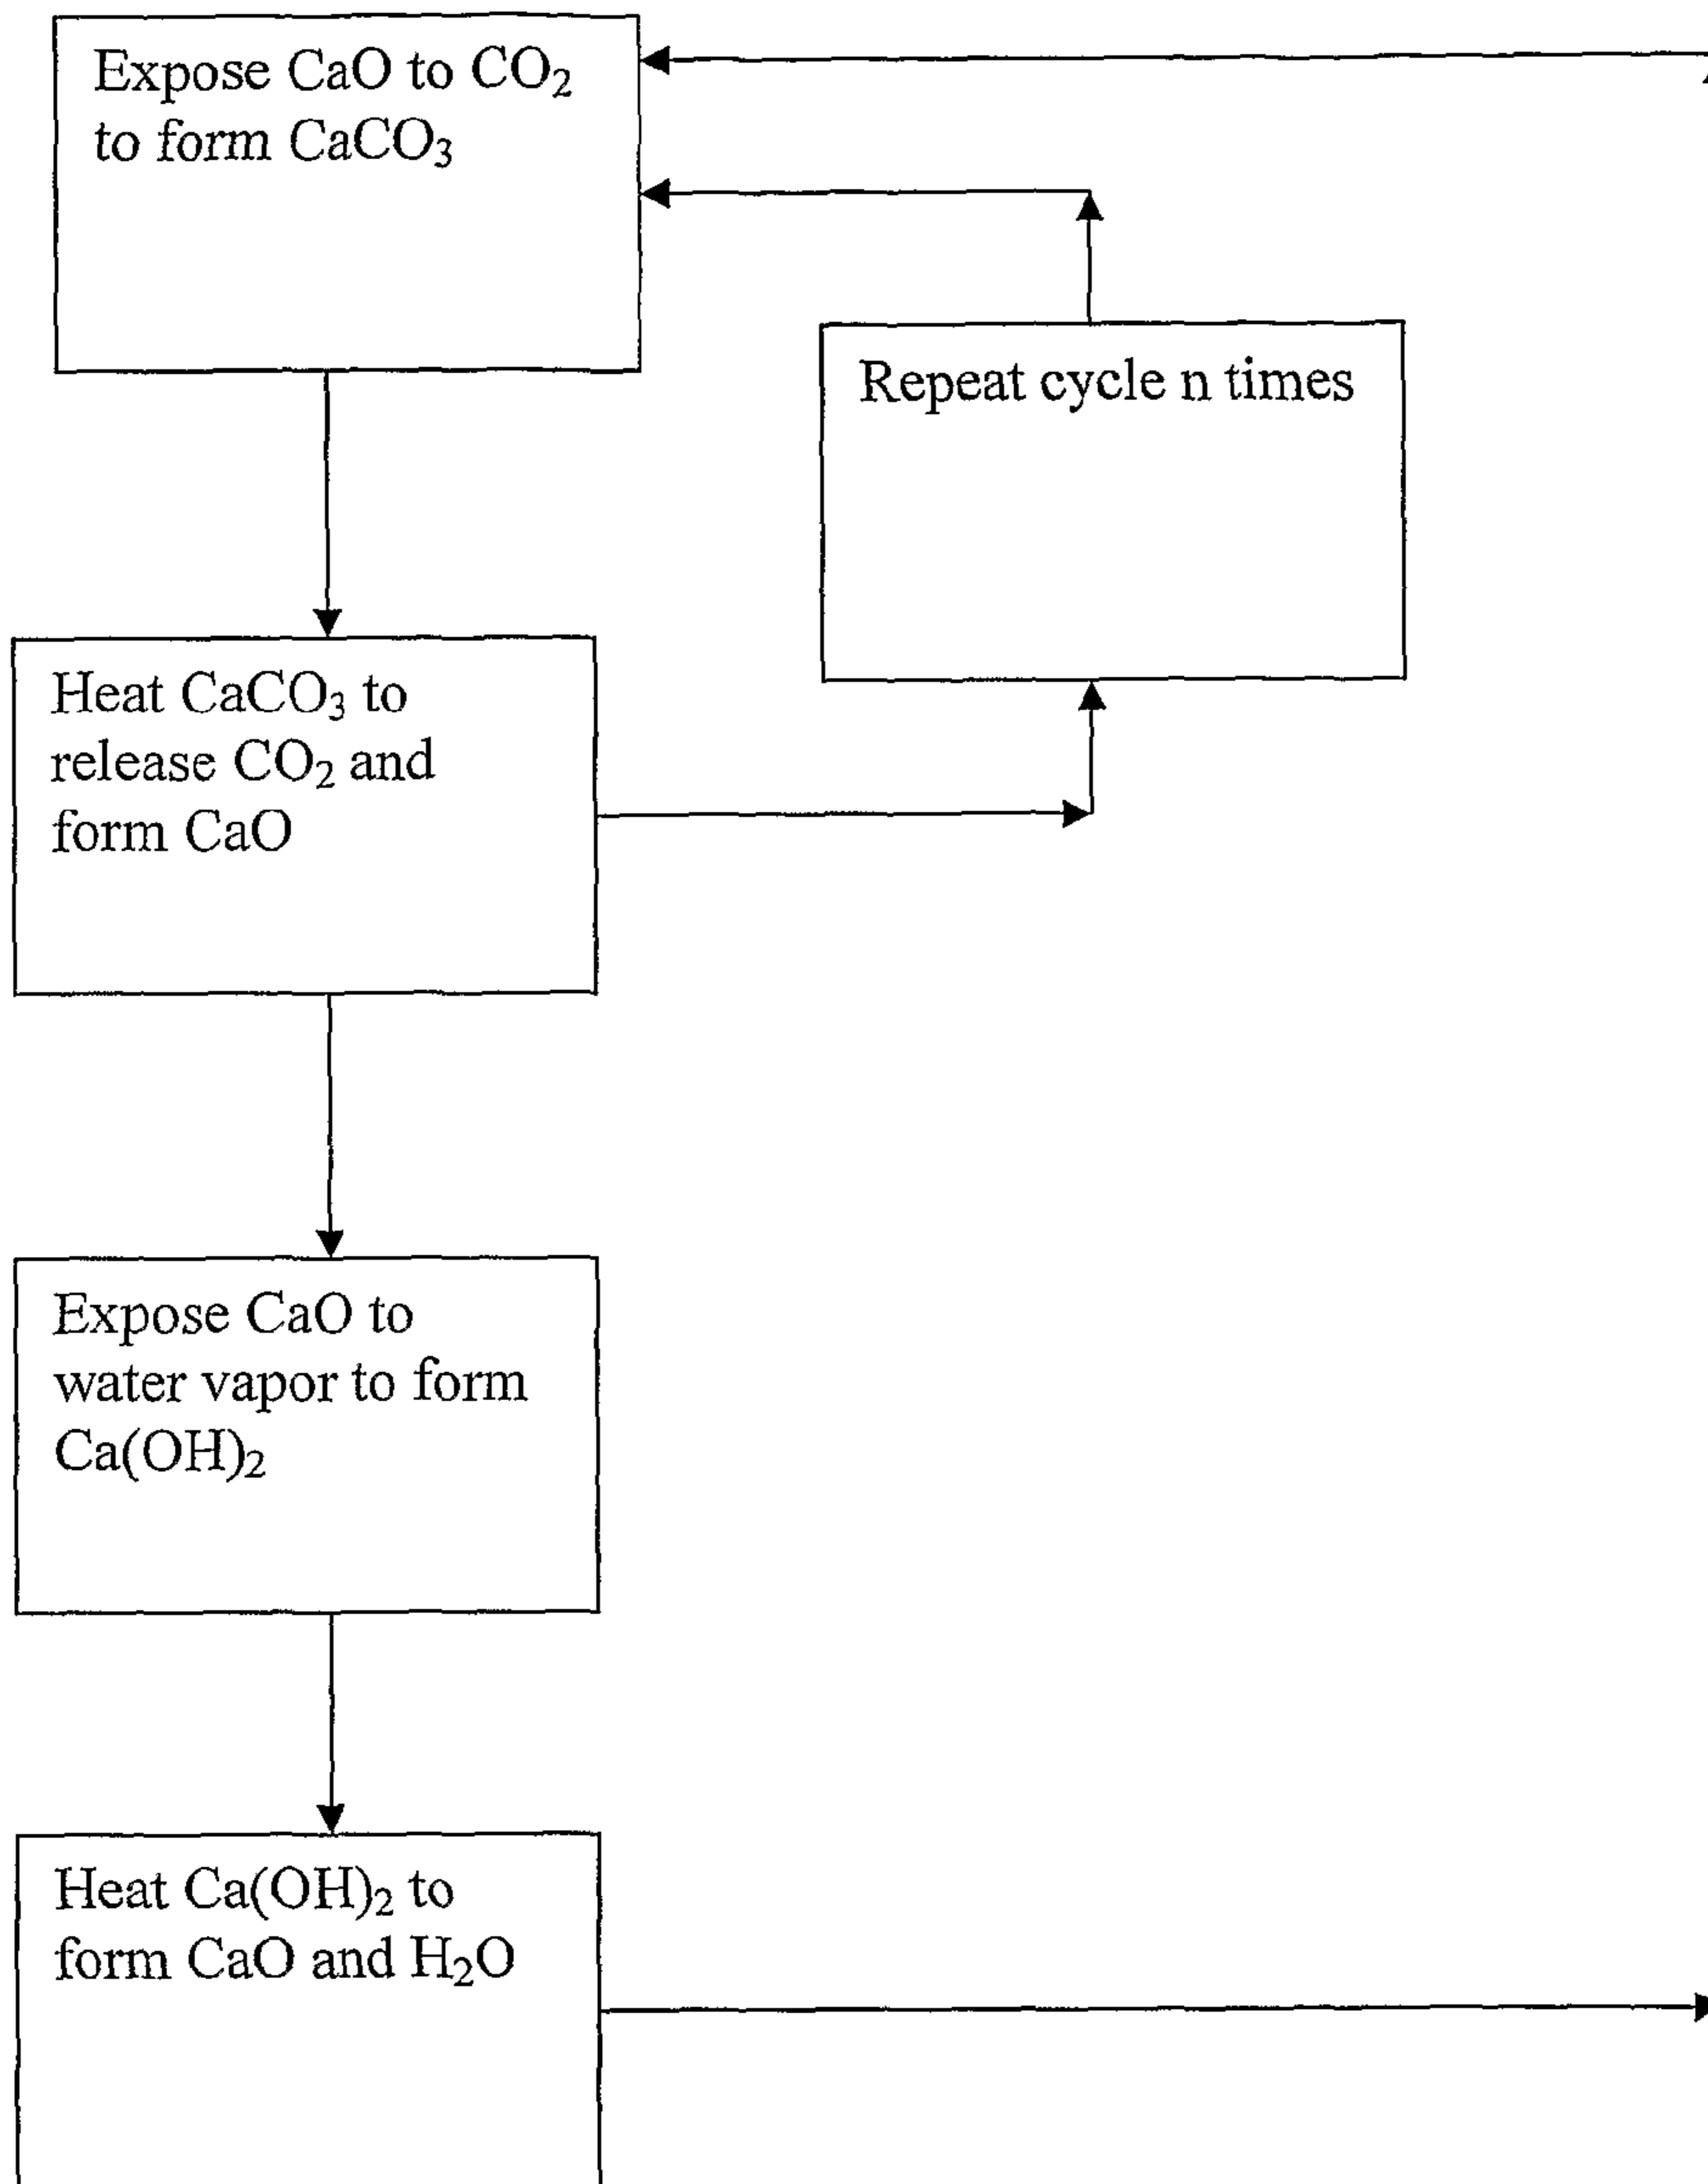 Expose CaO to CO₂
to form CaCO₃
Repeat cycle n times
Heat CaCO₃ to
release CO₂ and
form CaO
Expose CaO to
water vapor to form
Ca(OH)₂
Heat Ca(OH)₂ to
form CaO and H₂O